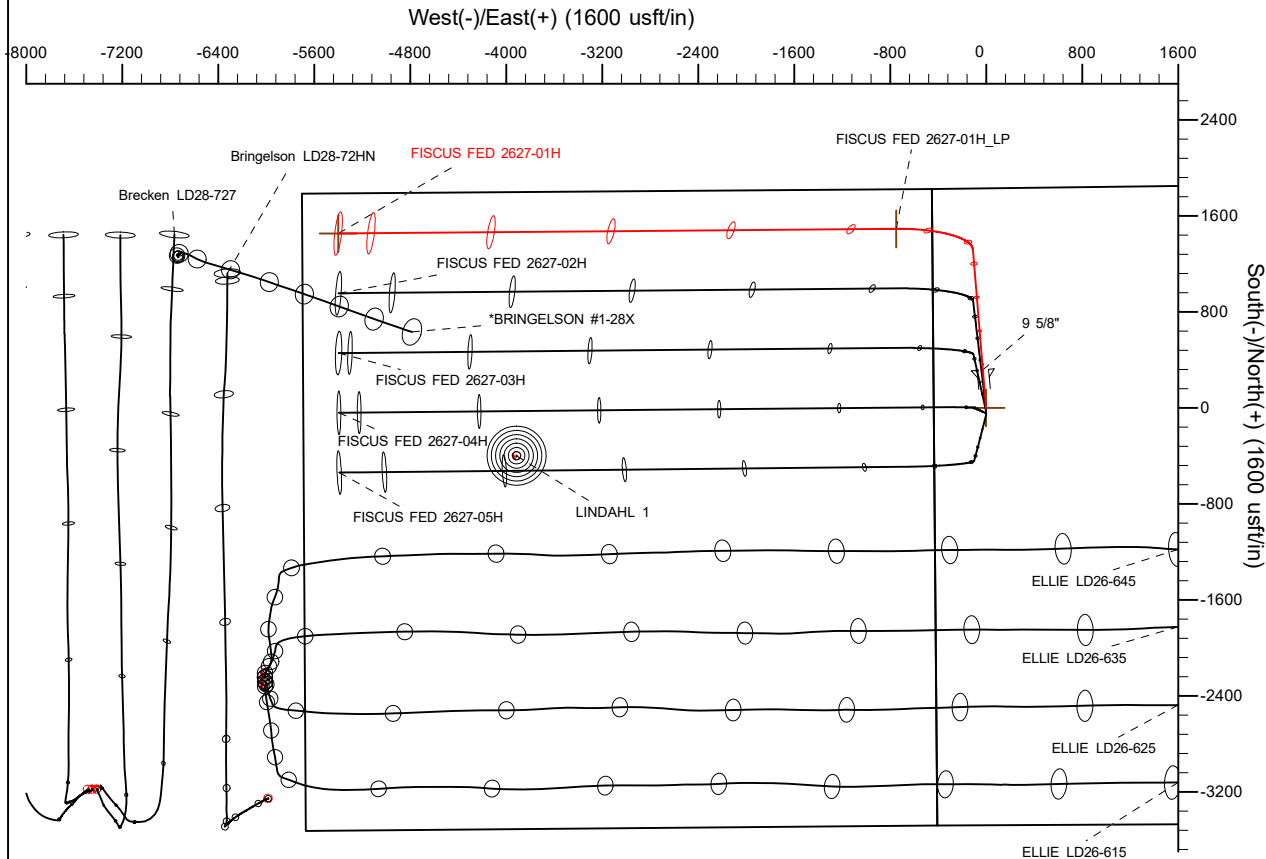 West(-)/East(+) (1600 usft/in)
-8000 -7200 -6400 -5600 -4800 -4000 -3200 -2400 -1600 -800 0 800 1600
2400
FISCUS FED 2627-01H_LP
Bringelson LD28-72HN
FISCUS FED 2627-01H
Brecken LD28-727
1600
FISCUS FED 2627-02H
*BRINGELSON #1-28X
800
9 5/8"
FISCUS FED 2627-03H
0
FISCUS FED 2627-04H
FISCUS FED 2627-05H
LINDAHL 1
-800
South(-)/North(+) (1600 usft/in)
ELLIE LD26-645
-1600
ELLIE LD26-635
-2400
ELLIE LD26-625
-3200
ELLIE LD26-615